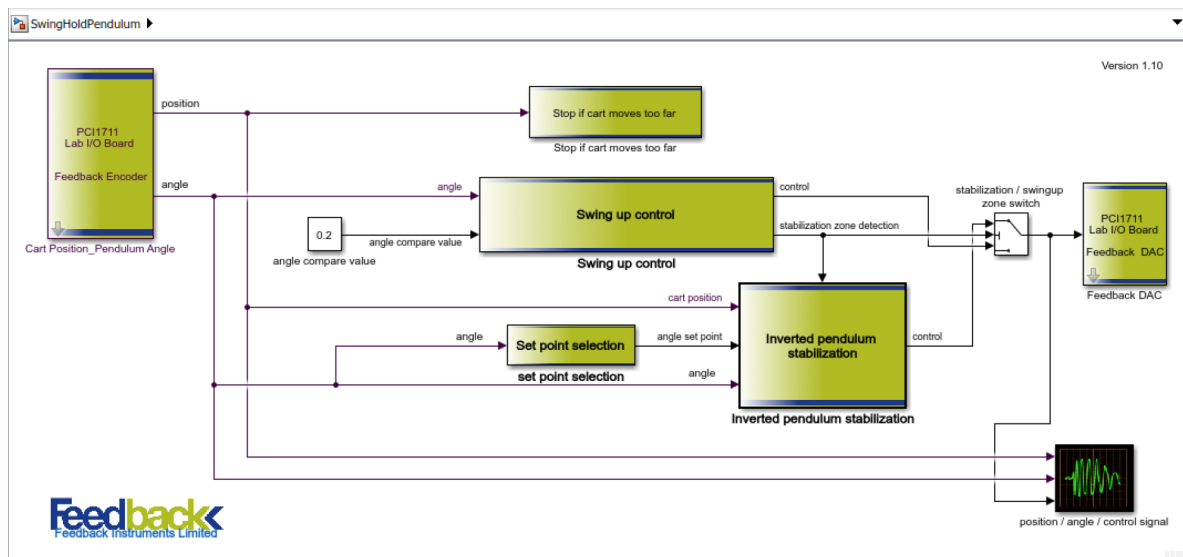 SwingHoldPendulum
Version 1.10
position
PCI1711
Lab I/O Board
Feedback Encoder
angle
Cart Position_Pendulum Angle
Stop if cart moves too far
Stop if cart moves too far
angle
Swing up control
control
stabilization zone detection
Swing up control
0.2
angle compare value
angle compare value
stabilization / swingup
zone switch
PCI1711
Lab I/O Board
Feedback DAC
Feedback DAC
cart position
angle
Set point selection
angle set point
set point selection
angle
Inverted pendulum
stabilization
control
Inverted pendulum stabilization
position / angle / control signal
Feedback
Feedback Instruments Limited